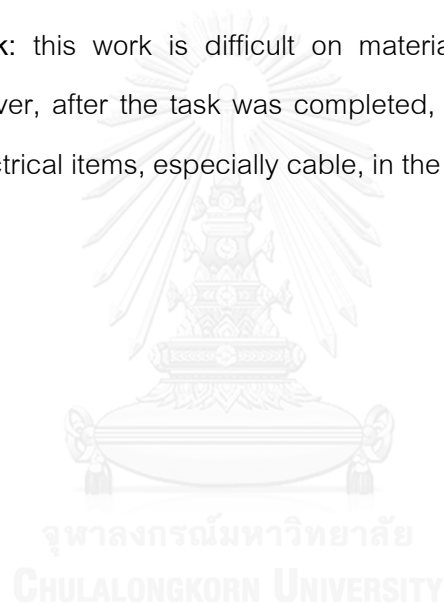 k: this work is difficult on materia
ver, after the task was completed,
ctrical items, especially cable, in the
จุฬาลงกรณ์มหาวิทยาลัย
CHULALONGKORN UNIVERSITY